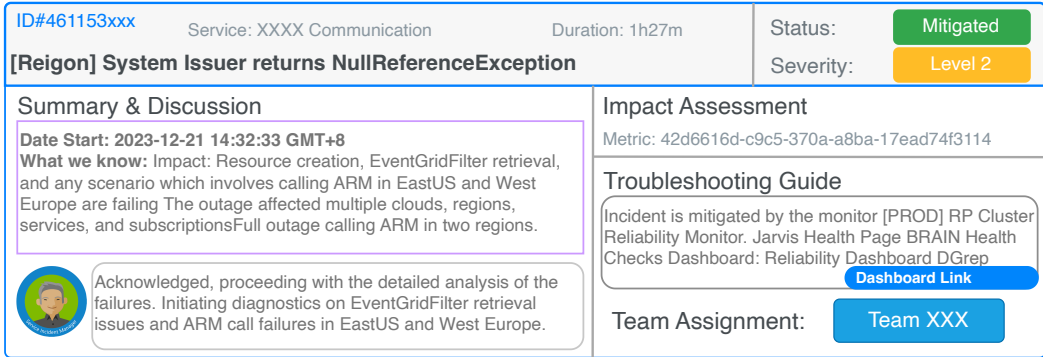 ID#461153xxx
Service: XXXX Communication
Duration: 1h27m
[Reigon] System Issuer returns NullReferenceException
Status:
Mitigated
Severity:
Level 2
Summary & Discussion
Date Start: 2023-12-21 14:32:33 GMT+8
What we know: Impact: Resource creation, EventGridFilter retrieval,
and any scenario which involves calling ARM in EastUS and West
Europe are failing The outage affected multiple clouds, regions,
services, and subscriptionsFull outage calling ARM in two regions.
Service Incident Manager
Acknowledged, proceeding with the detailed analysis of the
failures. Initiating diagnostics on EventGridFilter retrieval
issues and ARM call failures in EastUS and West Europe.
Impact Assessment
Metric: 42d6616d-c9c5-370a-a8ba-17ead74f3114
Troubleshooting Guide
Incident is mitigated by the monitor [PROD] RP Cluster
Reliability Monitor. Jarvis Health Page BRAIN Health
Checks Dashboard: Reliability Dashboard DGrep
Dashboard Link
Team Assignment:
Team XXX